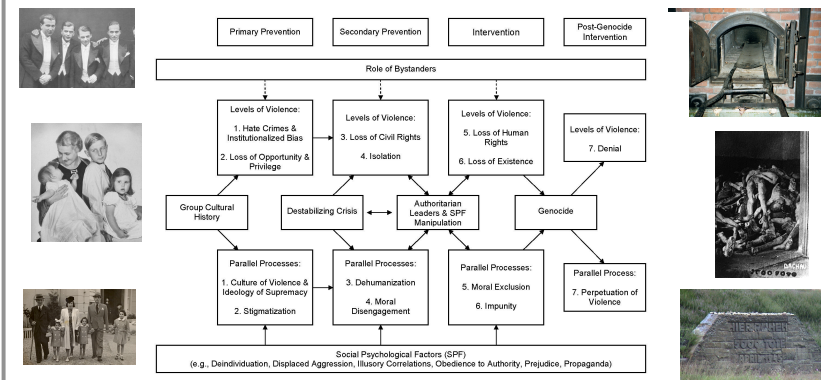 Primary Prevention
Secondary Prevention
Intervention
Post-Genocide
Intervention
Role of Bystanders
Levels of Violence:
1. Hate Crimes &
Institutionalized Bias
2. Loss of Opportunity &
Privilege
Levels of Violence:
3. Loss of Civil Rights
4. Isolation
Levels of Violence:
5. Loss of Human
Rights
6. Loss of Existence
Levels of Violence:
7. Denial
Group Cultural
History
Destabilizing Crisis
Authoritarian
Leaders & SPF
Manipulation
Genocide
Parallel Processes:
1. Culture of Violence &
Ideology of Supremacy
2. Stigmatization
Parallel Processes:
3. Dehumanization
4. Moral
Disengagement
Parallel Processes:
5. Moral Exclusion
6. Impunity
Parallel Process:
7. Perpetuation of
Violence
Social Psychological Factors (SPF)
(e.g., Deindividuation, Displaced Aggression, Illusory Correlations, Obedience to Authority, Prejudice, Propaganda)
DACHAU
HIER RUHEN